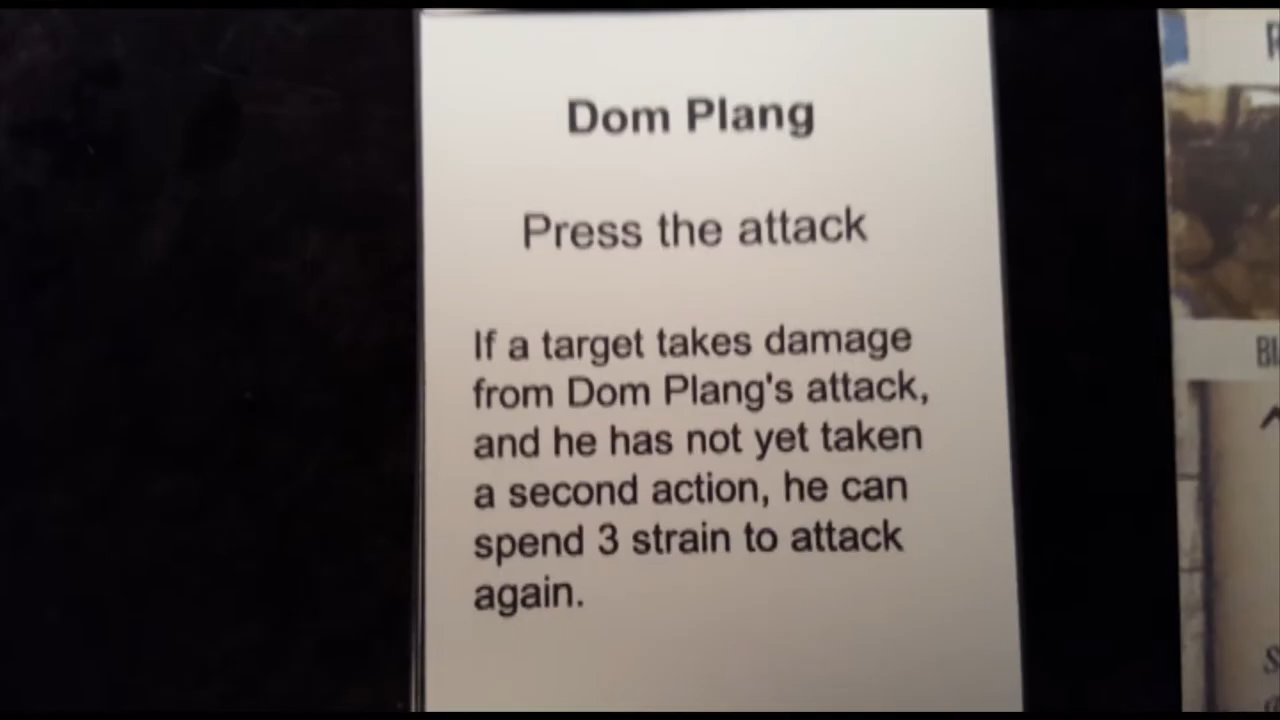 Dom Plang
Press the attack
If a target takes damage
from Dom Plang's attack,
and he has not yet taken
a second action, he can
spend 3 strain to attack
again.